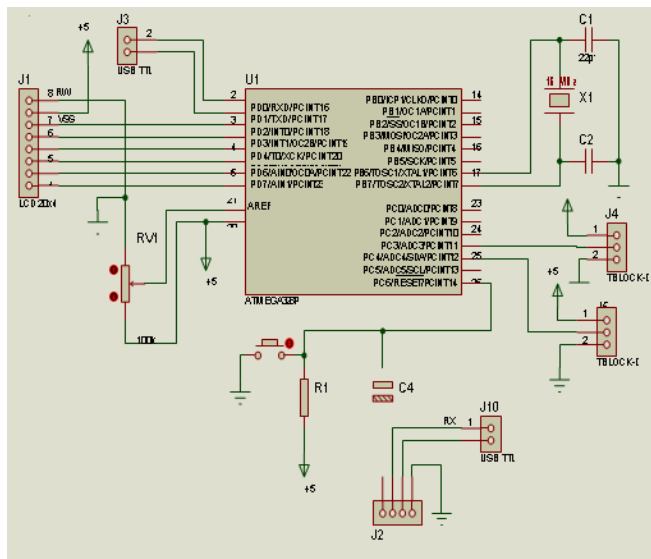 J3
+5
2
1
USB TTL
J1
8 RW
7 VSS
6
5
4
LCD 20x4
U1
2
3
4
5
6
21
PD0/RXD/PCINT16
PD1/TXD/PCINT17
PD2/INT0/PCINT18
PD3/INT1/OC2B/PCINT19
PD4/T0/XCK/PCINT20
PD6/AIN0/OC0A/PCINT22
PD7/AIN1/PCINT23
AREF
PB0/ICP1/CLKO/PCINT0
PB1/OC1A/PCINT1
PB2/SS/OC1B/PCINT2
PB3/MOSI/OC2A/PCINT3
PB4/MISO/PCINT4
PB5/SCK/PCINT5
PB6/TOSC1/XTAL1/PCINT6
PB7/TOSC2/XTAL2/PCINT7
PC0/ADC0/PCINT8
PC1/ADC1/PCINT9
PC2/ADC2/PCINT10
PC3/ADC3/PCINT11
PC4/ADC4/SDA/PCINT12
PC5/ADC5/SCL/PCINT13
PC6/RESET/PCINT14
14
15
16
17
23
24
25
26
ATMEGA328P
C1
22p
X1
C2
J4
1
2
TBLOCK-I
+5
J5
1
2
TBLOCK-I
RV1
100k
+5
R1
+5
C4
J10
RX 1
USB TTL
J2